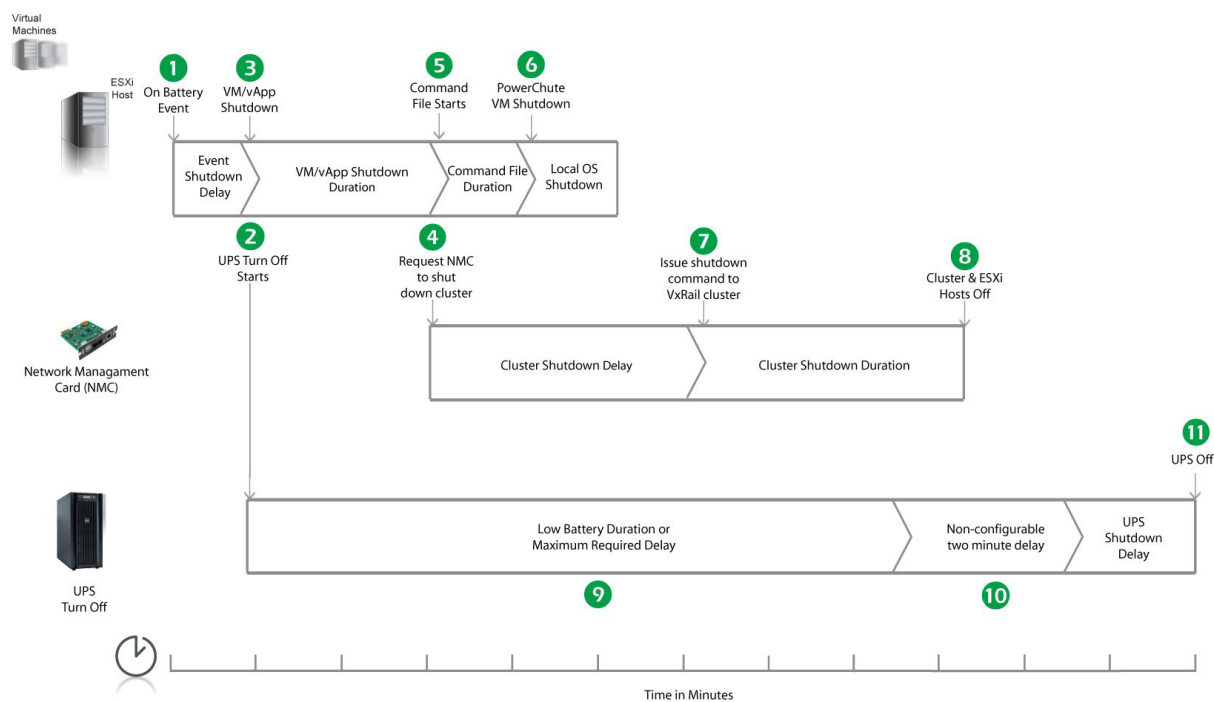 Virtual
Machines
ESXi
Host
1
On Battery
Event
3
VM/vApp
Shutdown
5
Command
File Starts
6
PowerChute
VM Shutdown
Event
Shutdown
Delay
VM/vApp Shutdown
Duration
Command File
Duration
Local OS
Shutdown
2
UPS Turn Off
Starts
4
Request NMC
to shut
down cluster
7
Issue shutdown
command to
VxRail cluster
8
Cluster & ESXi
Hosts Off
Network Managament
Card (NMC)
Cluster Shutdown Delay
Cluster Shutdown Duration
11
UPS Off
UPS
Turn Off
Low Battery Duration or
Maximum Required Delay
Non-configurable
two minute delay
UPS
Shutdown
Delay
9
10
Time in Minutes